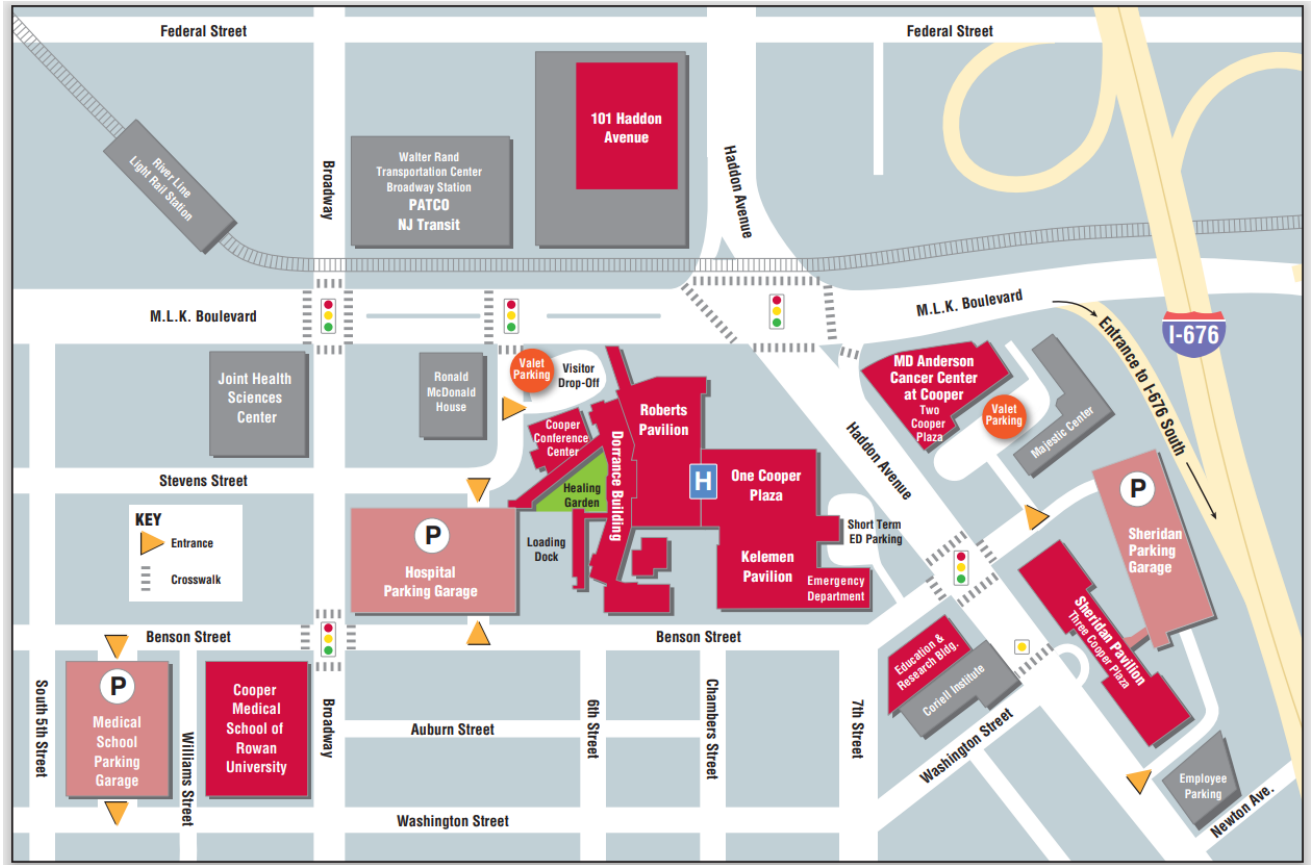 Federal Street
Federal Street
101 Haddon
Avenue
River Line
Light Rail Station
Broadway
Walter Rand
Transportation Center
Broadway Station
PATCO
NJ Transit
Haddon Avenue
M.L.K. Boulevard
M.L.K. Boulevard
Entrance to I-676 South
I-676
Joint Health
Sciences
Center
Ronald
McDonald
House
Valet
Parking
Visitor
Drop-Off
Cooper
Conference
Center
Roberts
Pavilion
Dorrance Building
MD Anderson
Cancer Center
at Cooper
Two
Cooper
Plaza
Valet
Parking
Majestic Center
Haddon Avenue
Stevens Street
Healing
Garden
H
One Cooper
Plaza
Short Term
ED Parking
P
Sheridan
Parking
Garage
KEY
Entrance
Crosswalk
P
Hospital
Parking Garage
Loading
Dock
Kelemen
Pavilion
Emergency
Department
Sheridan Pavilion
Three Cooper Plaza
Benson Street
Benson Street
Education &
Research Bldg.
Coriell Institute
South 5th Street
P
Medical
School
Parking
Garage
Williams Street
Cooper
Medical
School of
Rowan
University
Broadway
Auburn Street
6th Street
Chambers Street
7th Street
Washington Street
Washington Street
Employee
Parking
Newton Ave.